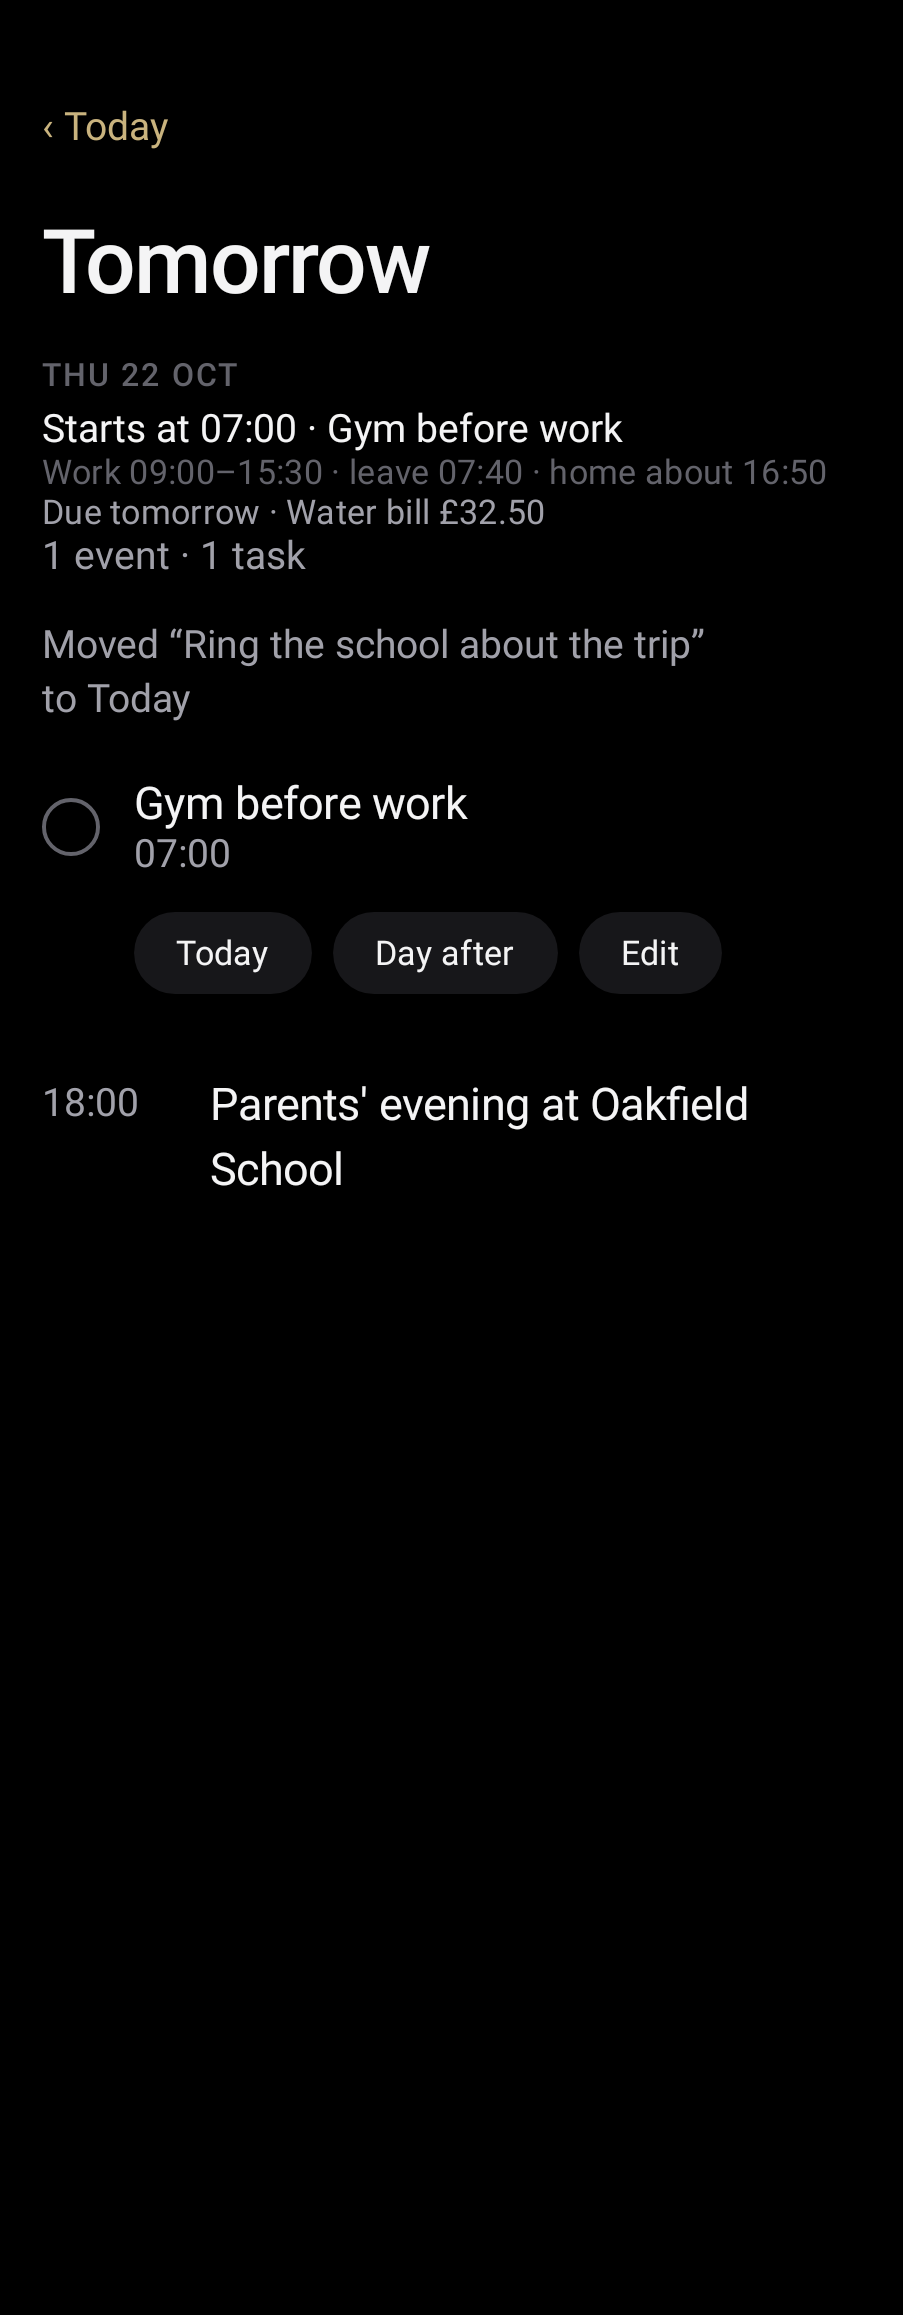 ‹ Today
Tomorrow
THU 22 OCT
Starts at 07:00 · Gym before work
Work 09:00–15:30 · leave 07:40 · home about 16:50
Due tomorrow · Water bill £32.50
1 event · 1 task
Moved “Ring the school about the trip”
to Today
Gym before work
07:00
Today
Day after
Edit
18:00
Parents' evening at Oakfield
School